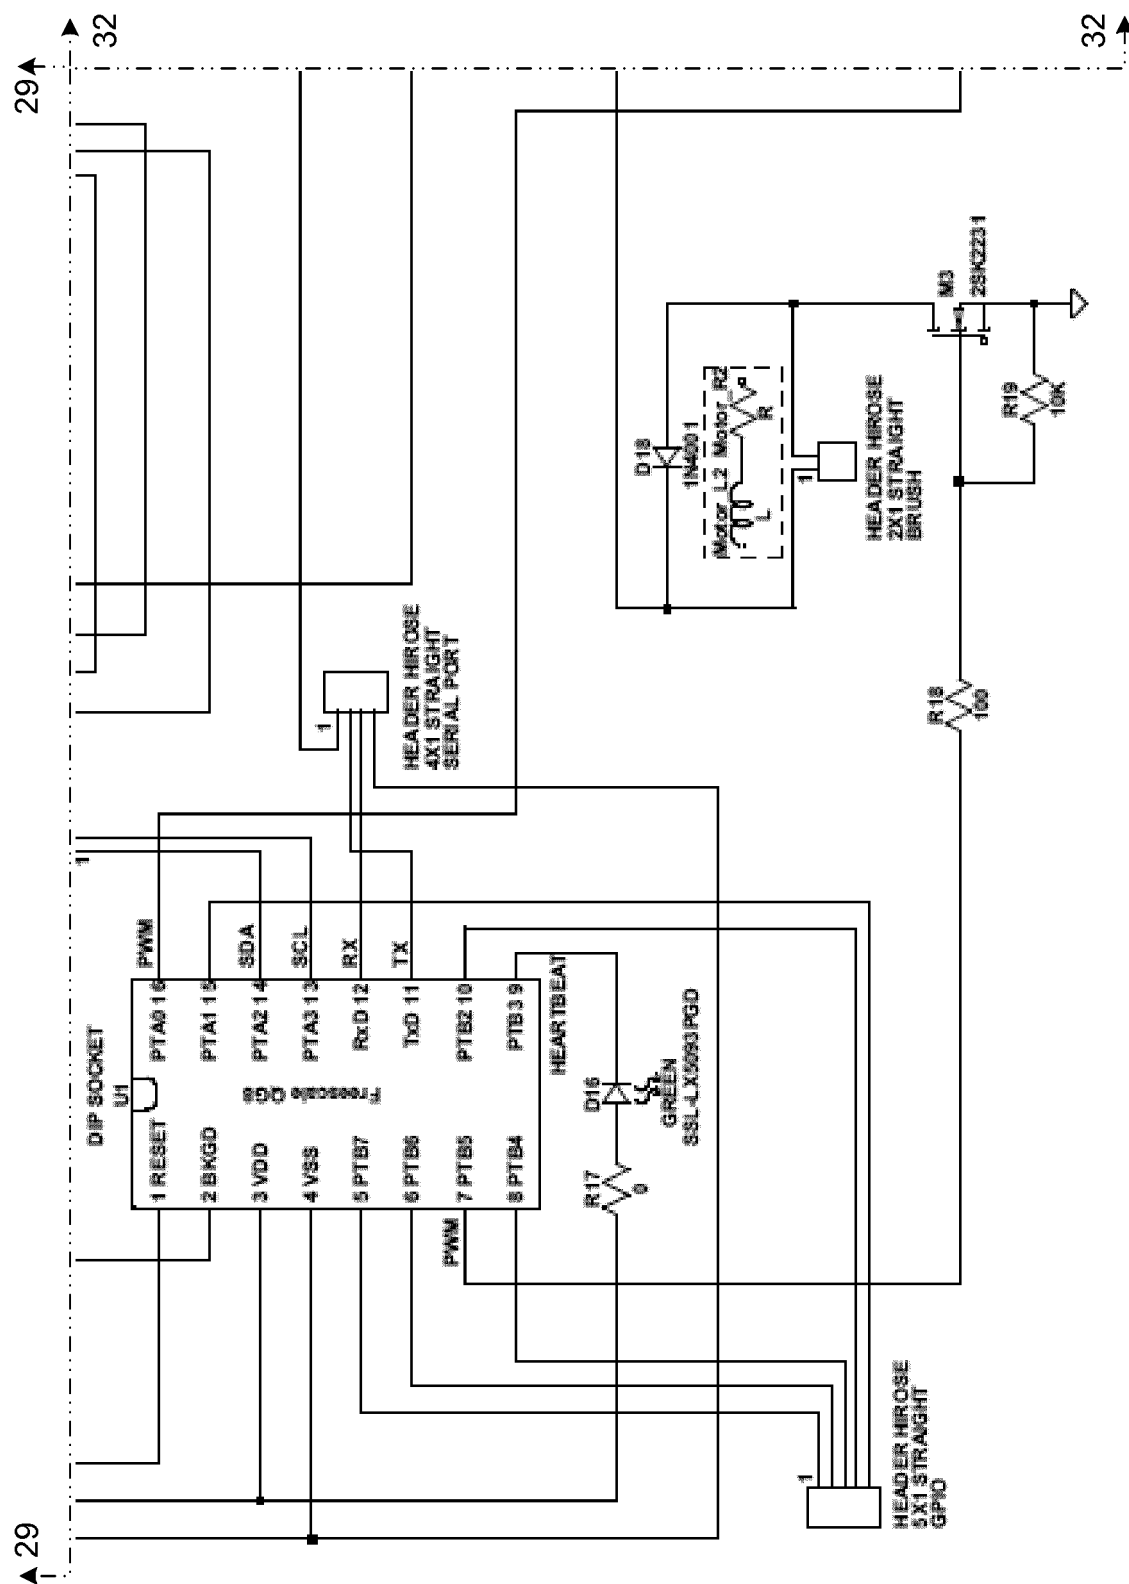 29
32
32
PWM
SDA
SCL
RX
TX
HEARTBEAT
1
DIP SOCKET
U1
PTA0 16
PTA1 15
PTA2 14
PTA3 13
RxD 12
TxD 11
PTB2 10
PTB3 9
Freescale QG8
1 RESET
2 BKGD
3 VDD
4 VSS
5 PTB7
6 PTB6
7 PTB5
8 PTB4
PWM
1
HEADER HIROSE
4X1 STRAIGHT
SERIAL PORT
D16
GREEN
SSL-LX5093PGD
R17
0
D18
1N4001
Motor_L2
L
Motor_R2
R
1
HEADER HIROSE
2X1 STRAIGHT
BRUSH
M3
2SK2231
R19
10K
R18
100
1
HEADER HIROSE
5X1 STRAIGHT
GPIO
29